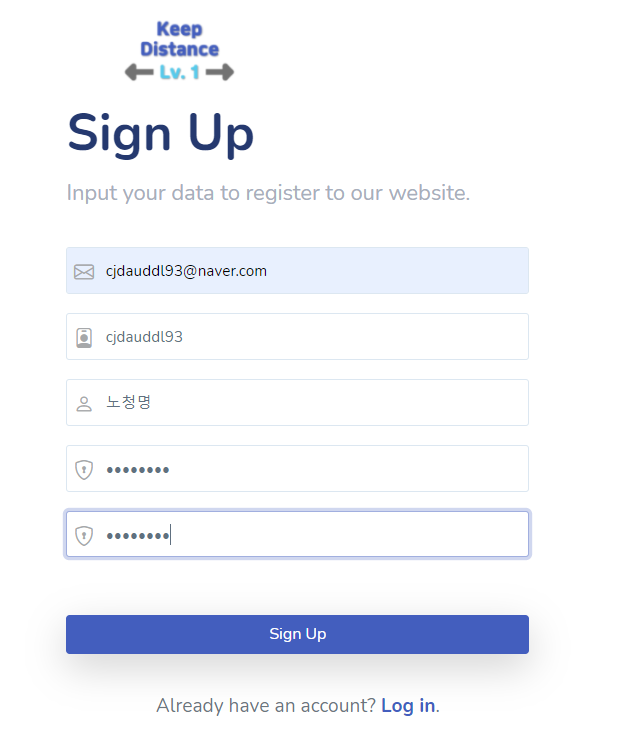 Keep
Distance
Lv. 1
Sign Up
Input your data to register to our website.
cjdauddl93@naver.com
cjdauddl93
노청명
••••••••
••••••••
Sign Up
Already have an account? Log in.